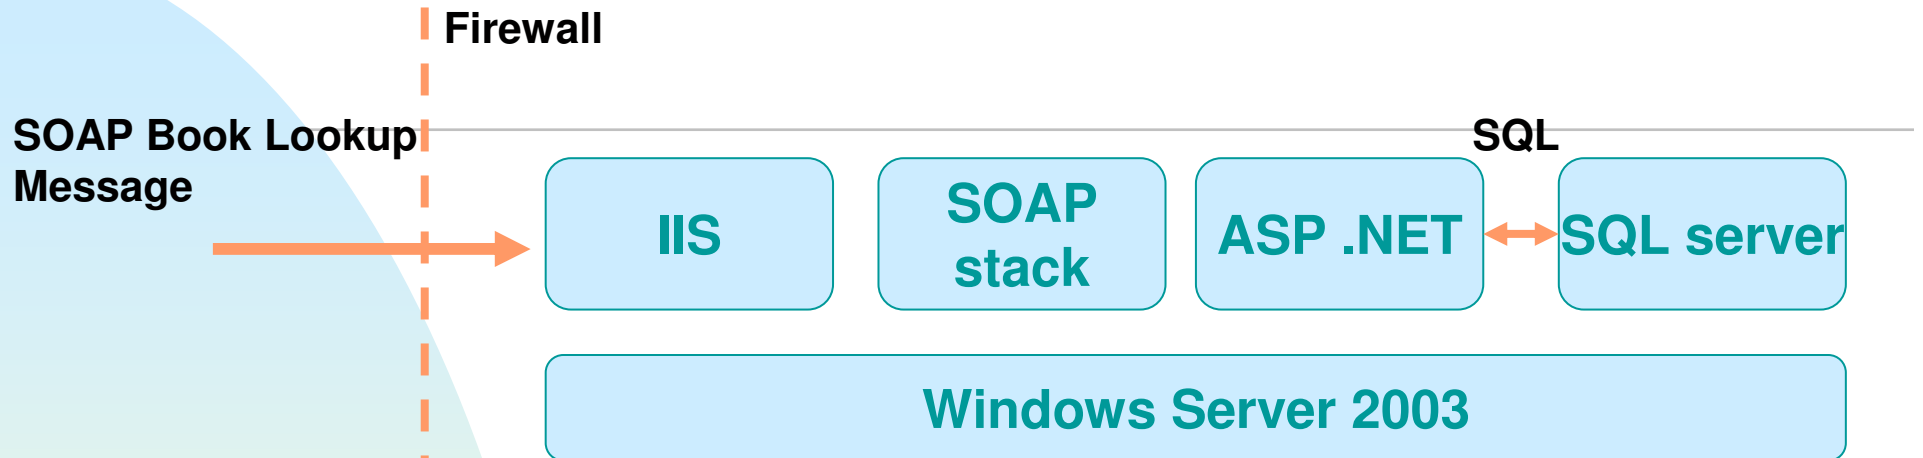 Firewall
SOAP Book Lookup
Message
SQL
IIS
SOAP
stack
ASP .NET
SQL server
Windows Server 2003